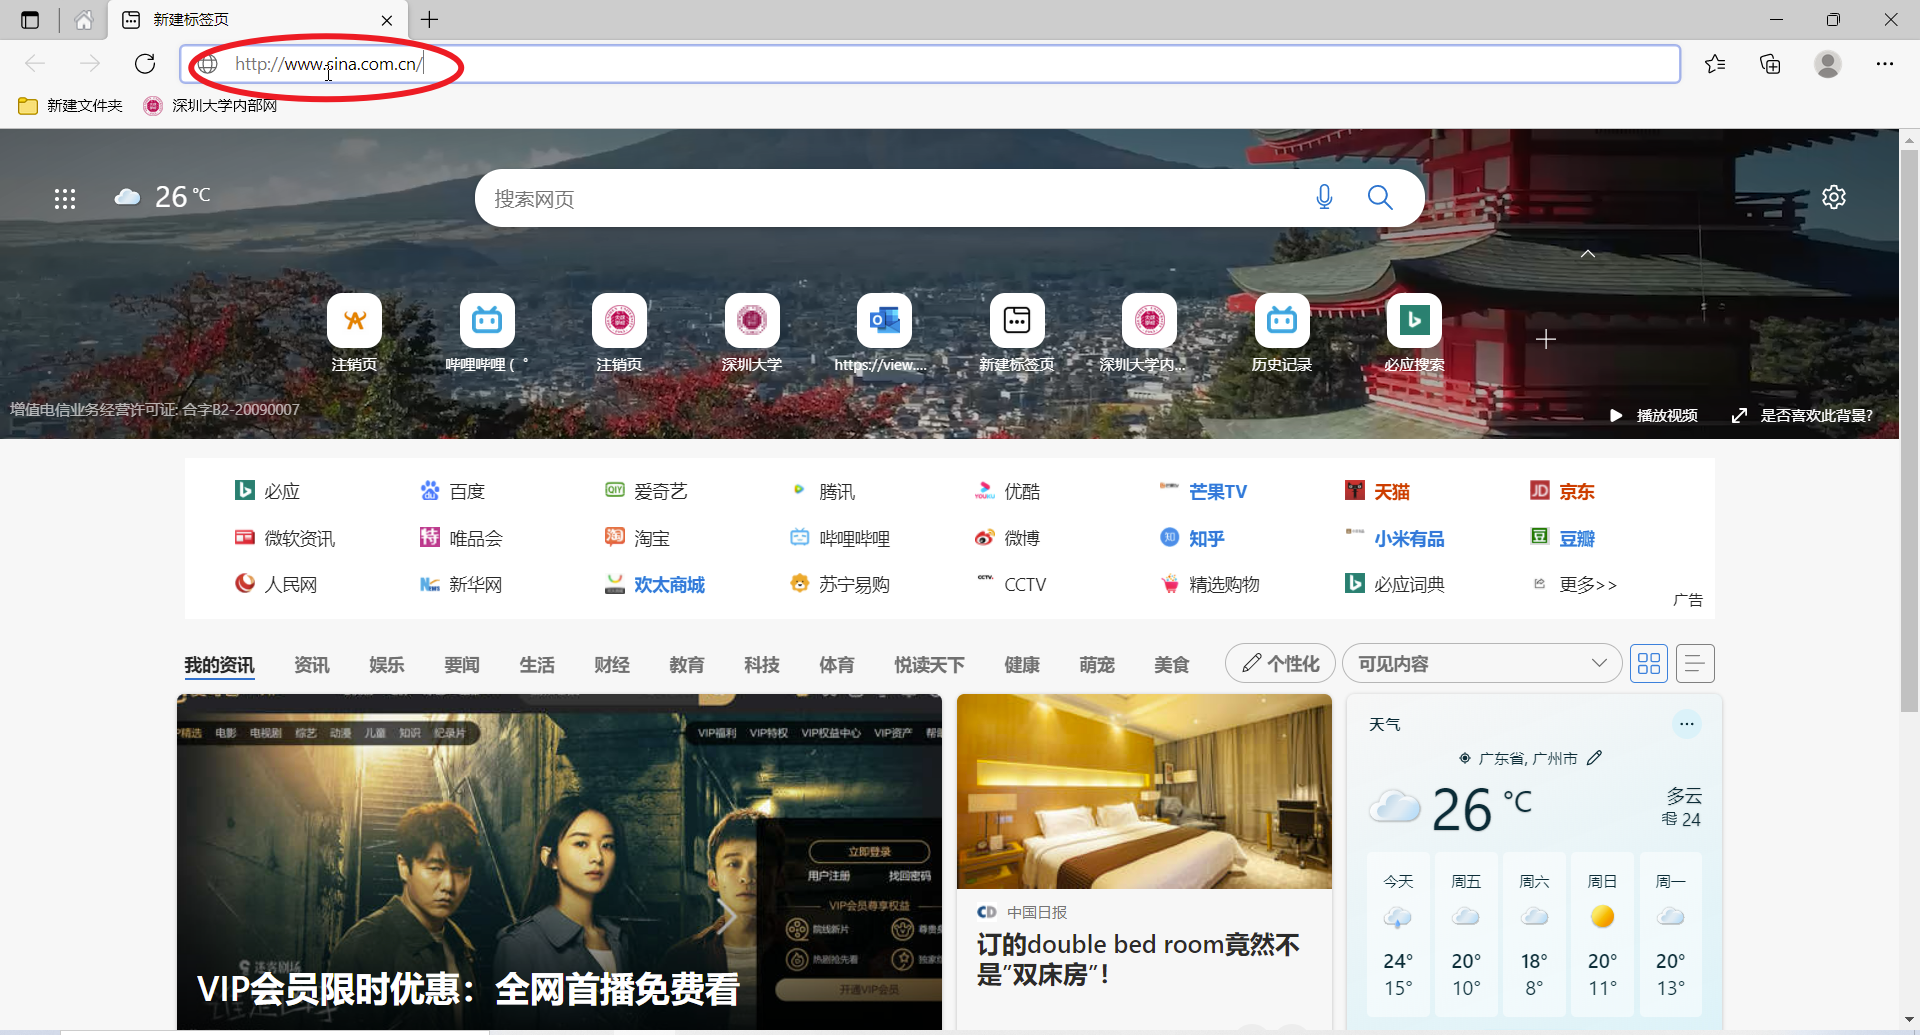 新建标签页
http://www.sina.com.cn/
新建文件夹 深圳大学内部网
26 °C
搜索网页
注销页 哔哩哔哩 ( ゜ 注销页 深圳大学 https://view.... 新建标签页 深圳大学内... 历史记录 必应搜索
增值电信业务经营许可证: 合字B2-20090007
播放视频 是否喜欢此背景?
必应 百度 爱奇艺 腾讯 优酷 芒果TV 天猫 京东
微软资讯 唯品会 淘宝 哔哩哔哩 微博 知乎 小米有品 豆瓣
人民网 新华网 欢太商城 苏宁易购 CCTV 精选购物 必应词典 更多>>
广告
我的资讯 资讯 娱乐 要闻 生活 财经 教育 科技 体育 悦读天下 健康 萌宠 美食 个性化 可见内容
精选 电影 电视剧 综艺 动漫 儿童 知识 纪录片 VIP福利 VIP特权 VIP权益中心 VIP资产
立即登录
用户注册 找回密码
VIP会员尊享权益
院线新片
热剧抢先看
开通VIP会员
VIP会员限时优惠：全网首播免费看
中国日报
订的double bed room竟然不
是”双床房”！
天气
广东省, 广州市
26 °C
多云
24
今天 周五 周六 周日 周一
24° 20° 18° 20° 20°
15° 10° 8° 11° 13°